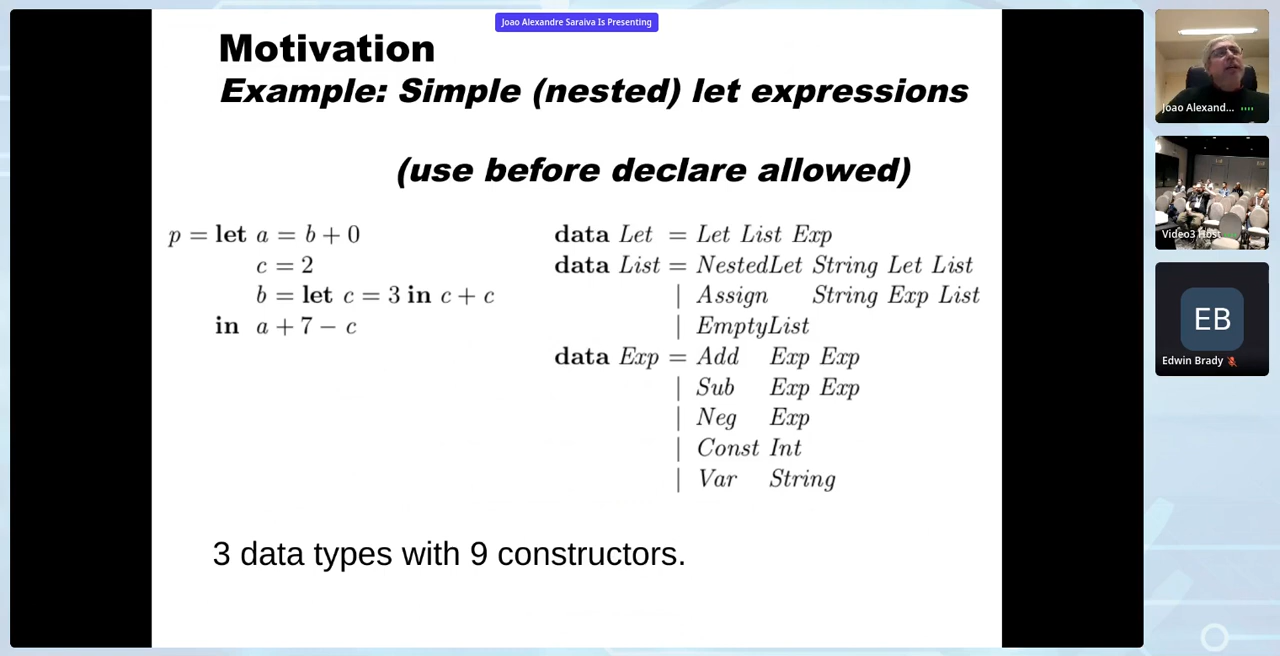 Joao Alexandre Saraiva Is Presenting
Motivation
Example: Simple (nested) let expressions
(use before declare allowed)
p = let a = b + 0
c = 2
b = let c = 3 in c + c
in a + 7 − c
data Let = Let List Exp
data List = NestedLet String Let List
| Assign String Exp List
| EmptyList
data Exp = Add Exp Exp
| Sub Exp Exp
| Neg Exp
| Const Int
| Var String
3 data types with 9 constructors.
Joao Alexand...
Video3 Host
EB
Edwin Brady